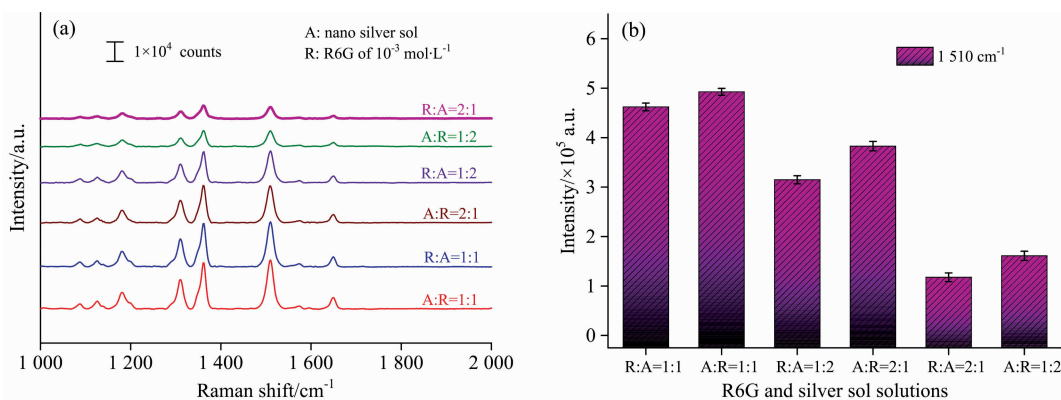 (a)
1×10⁴ counts
A: nano silver sol
R: R6G of 10⁻³ mol·L⁻¹
R:A=2:1
A:R=1:2
R:A=1:2
A:R=2:1
R:A=1:1
A:R=1:1
Intensity/a.u.
1 000 1 200 1 400 1 600 1 800 2 000
Raman shift/cm⁻¹
(b)
1 510 cm⁻¹
Intensity/×10⁵ a.u.
6
5
4
3
2
1
0
R:A=1:1 A:R=1:1 R:A=1:2 A:R=2:1 R:A=2:1 A:R=1:2
R6G and silver sol solutions